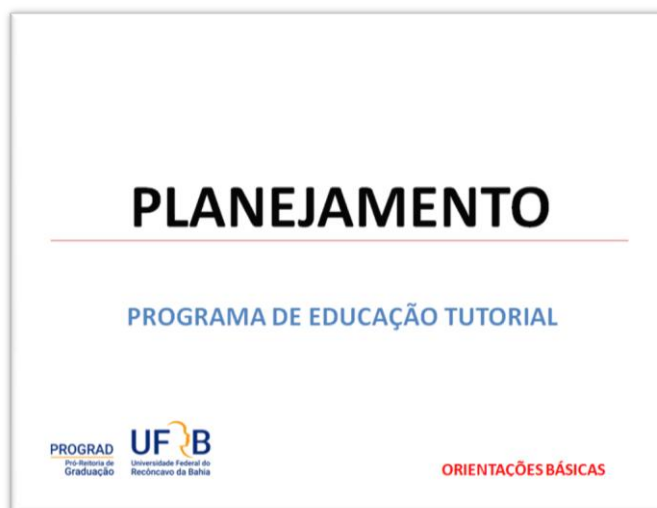 PLANEJAMENTO
PROGRAMA DE EDUCAÇÃO TUTORIAL
PROGRAD
Pró-Reitoria de
Graduação
UFRB
Universidade Federal do
Recôncavo da Bahia
ORIENTAÇÕES BÁSICAS